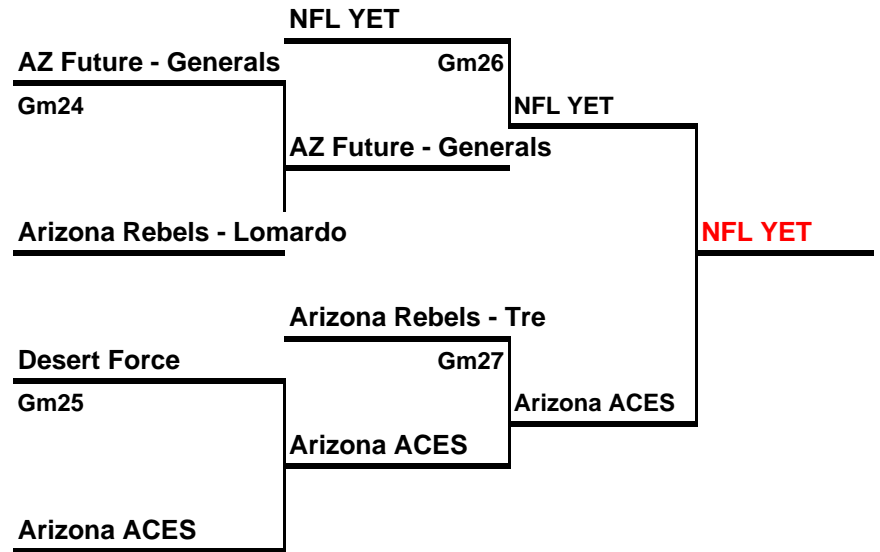 NFL YET
AZ Future - Generals
Gm26
Gm24
NFL YET
AZ Future - Generals
Arizona Rebels - Lomardo
NFL YET
Arizona Rebels - Tre
Desert Force
Gm27
Gm25
Arizona ACES
Arizona ACES
Arizona ACES